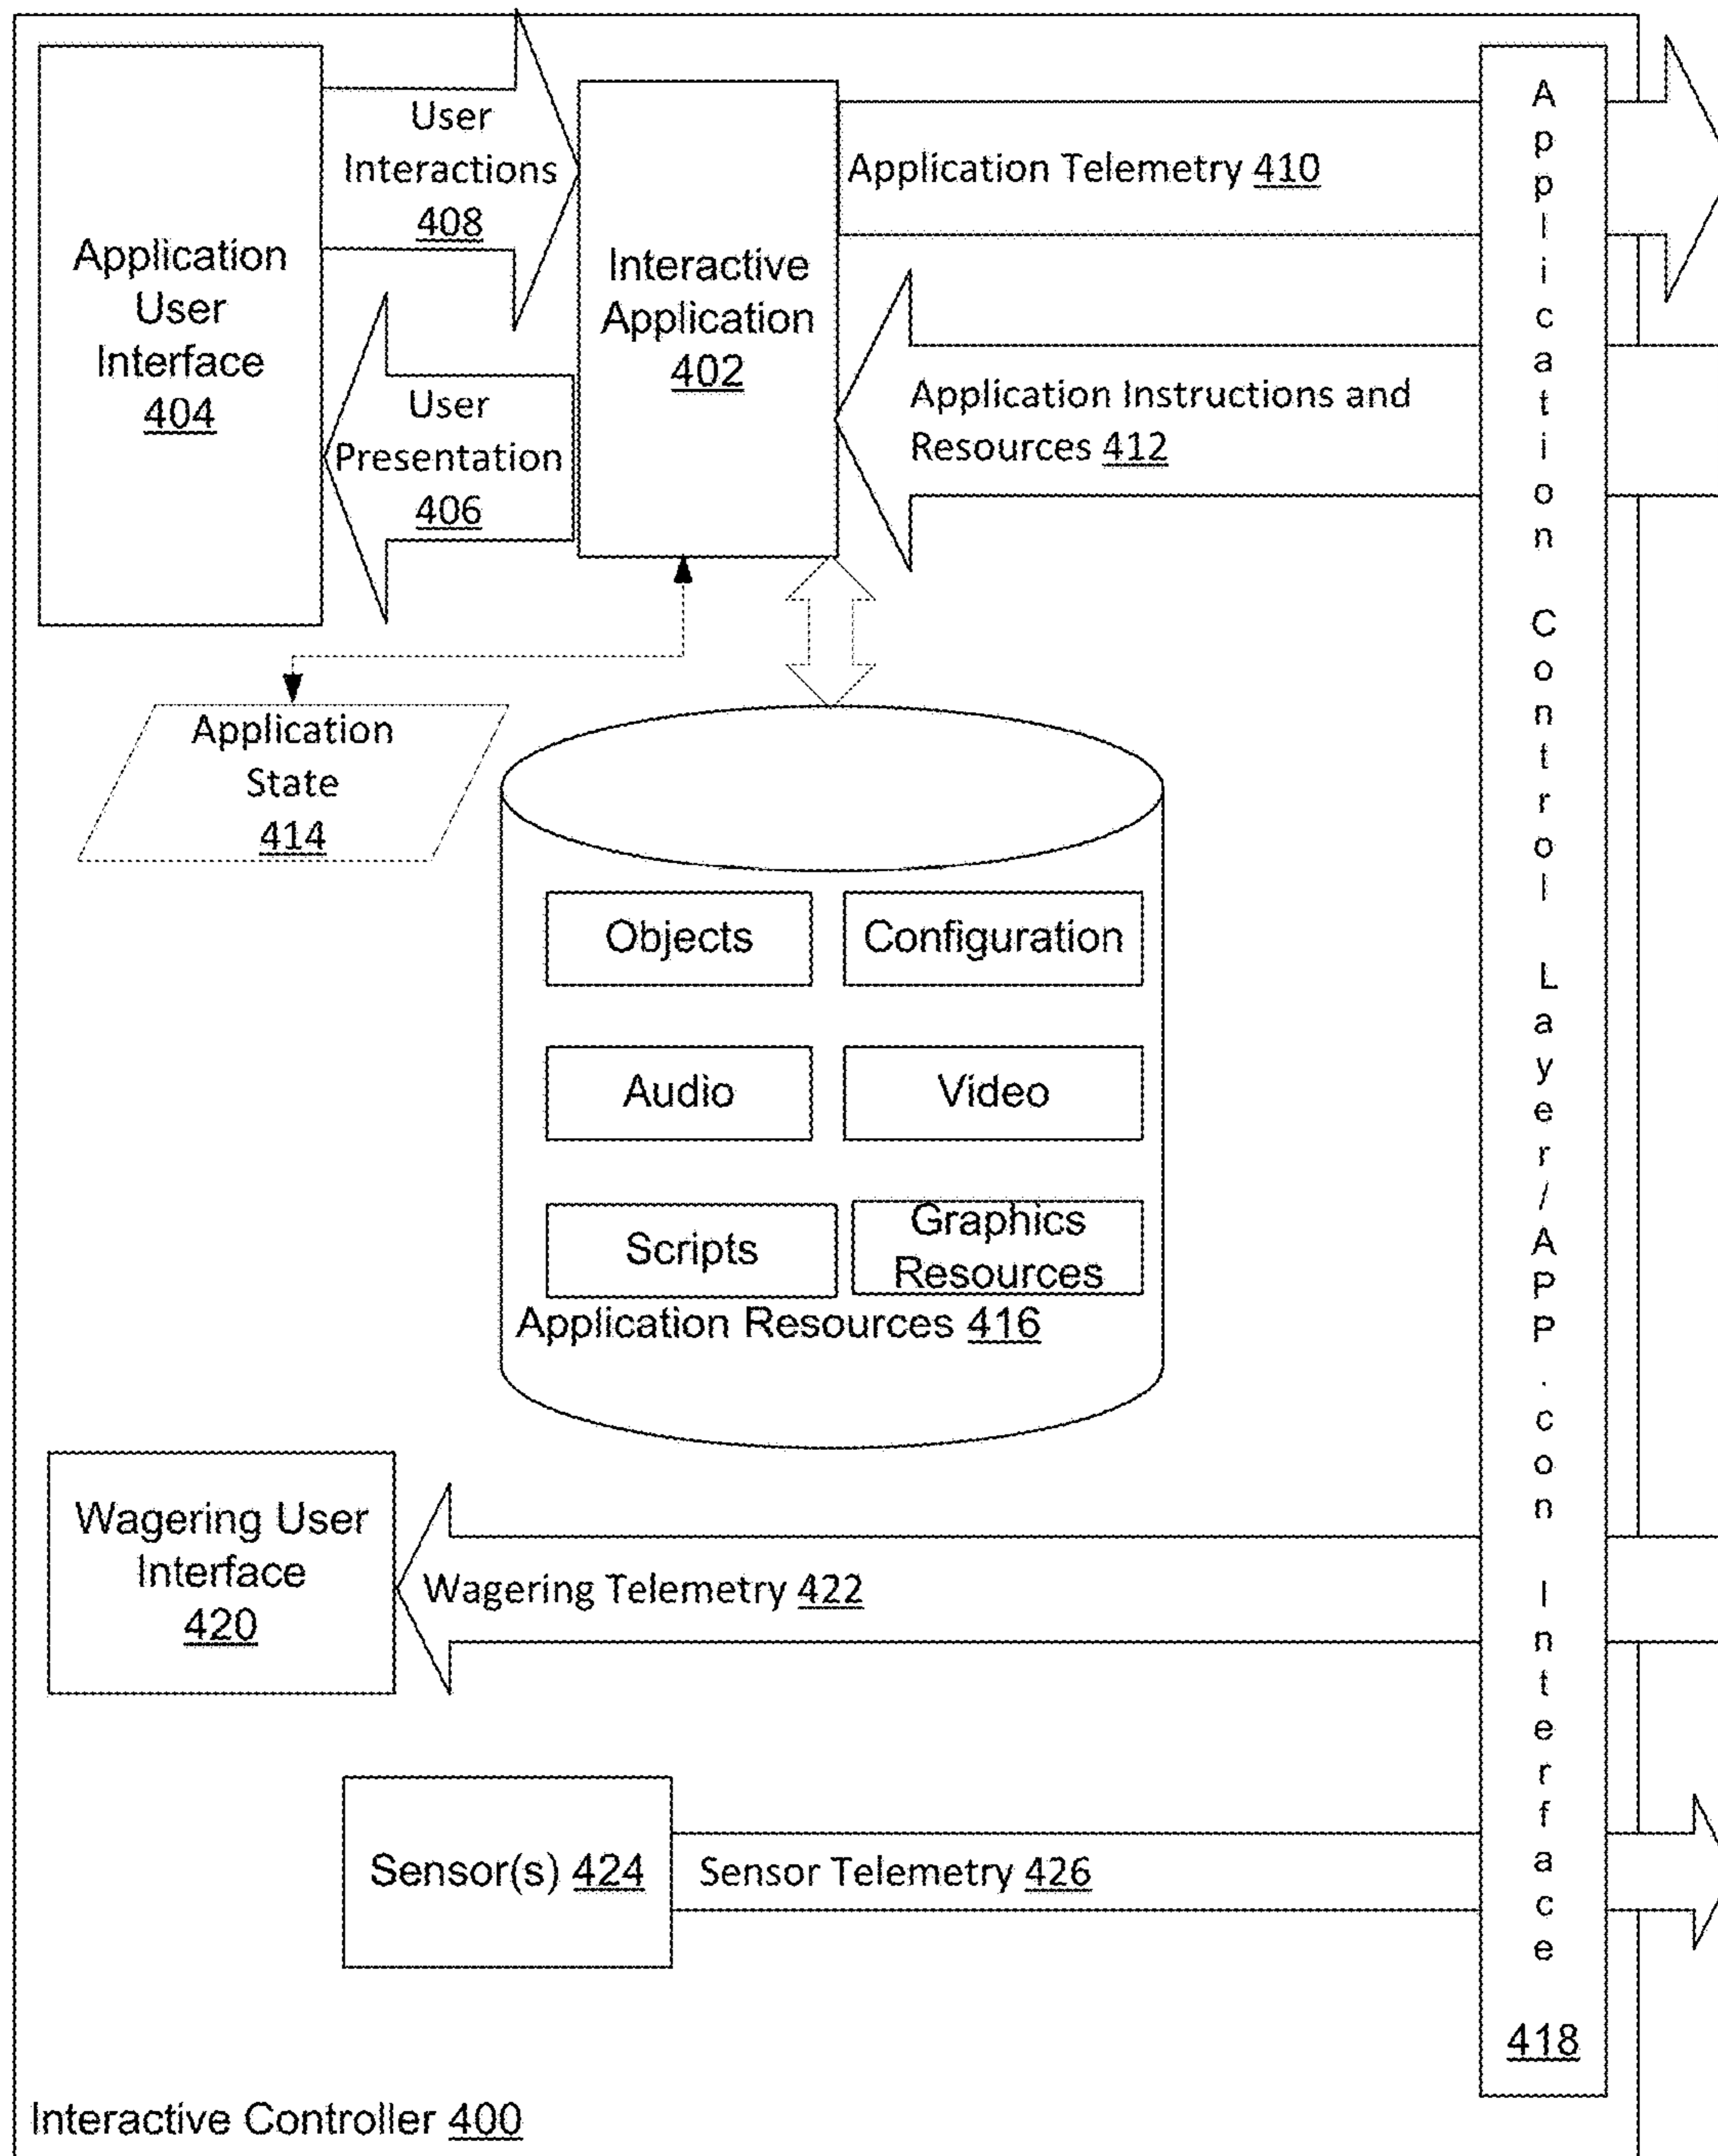 Application
User
Interface
404
User
Interactions
408
User
Presentation
406
Interactive
Application
402
Application Telemetry 410
Application Instructions and
Resources 412
Application
State
414
Objects
Configuration
Audio
Video
Scripts
Graphics
Resources
Application Resources 416
Wagering User
Interface
420
Wagering Telemetry 422
Sensor(s) 424
Sensor Telemetry 426
Application Control Layer/APP.con Interface
418
Interactive Controller 400